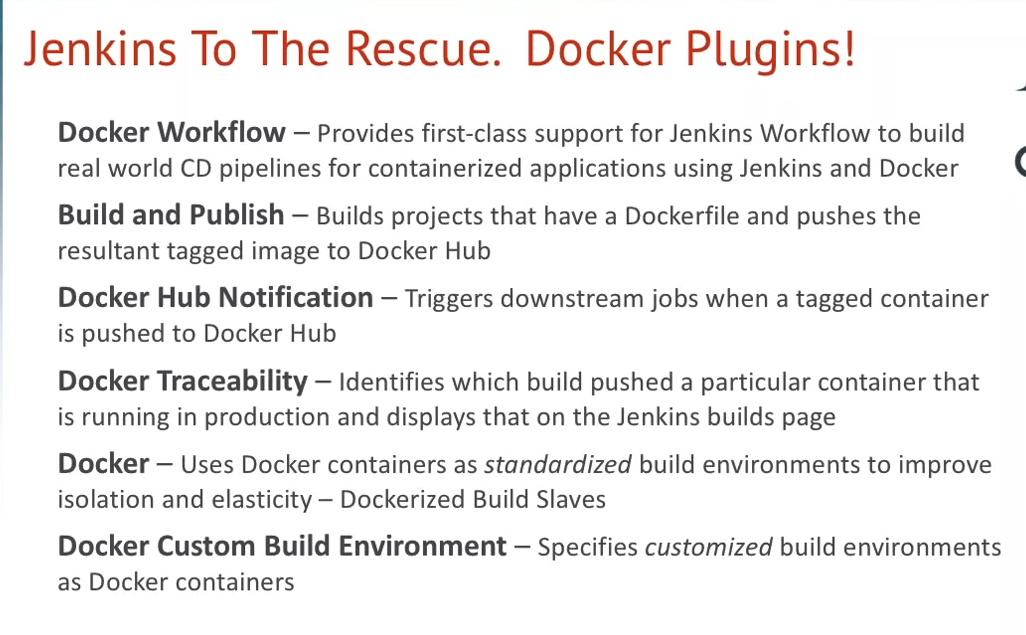 Jenkins To The Rescue. Docker Plugins!
Docker Workflow – Provides first-class support for Jenkins Workflow to build
real world CD pipelines for containerized applications using Jenkins and Docker
Build and Publish – Builds projects that have a Dockerfile and pushes the
resultant tagged image to Docker Hub
Docker Hub Notification – Triggers downstream jobs when a tagged container
is pushed to Docker Hub
Docker Traceability – Identifies which build pushed a particular container that
is running in production and displays that on the Jenkins builds page
Docker – Uses Docker containers as standardized build environments to improve
isolation and elasticity – Dockerized Build Slaves
Docker Custom Build Environment – Specifies customized build environments
as Docker containers